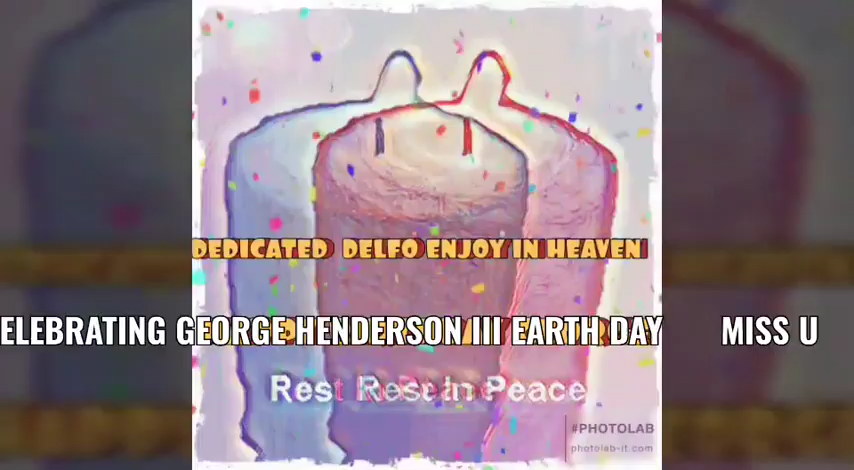 DEDICATED DELFO ENJOY IN HEAVEN
ELEBRATING GEORGE HENDERSON III EARTH DAY MISS U
Rest Rest In Peace
#PHOTOLAB
photolab-it.com